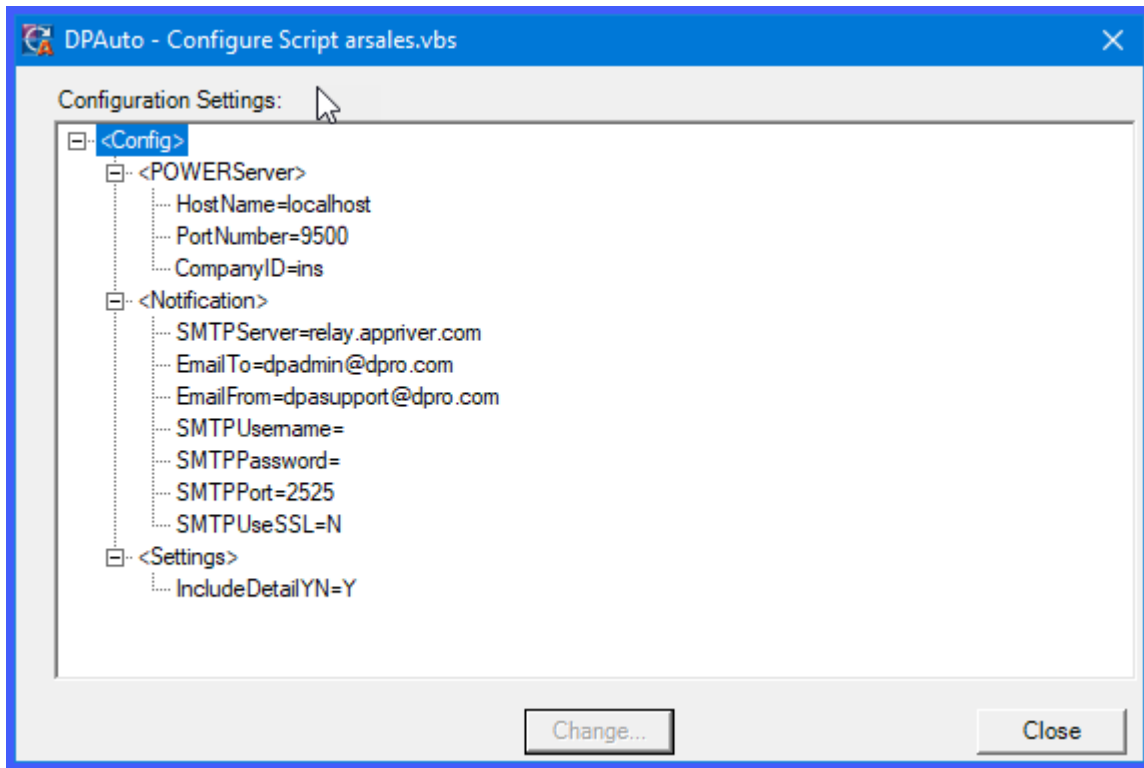 DPAuto - Configure Script arsales.vbs
Configuration Settings:
<Config>
<POWERServer>
HostName=localhost
PortNumber=9500
CompanyID=ins
<Notification>
SMTPServer=relay.appriver.com
EmailTo=dpadmin@dpro.com
EmailFrom=dpasupport@dpro.com
SMTPUsername=
SMTPPassword=
SMTPPort=2525
SMTPUseSSL=N
<Settings>
IncludeDetailYN=Y
Change...
Close